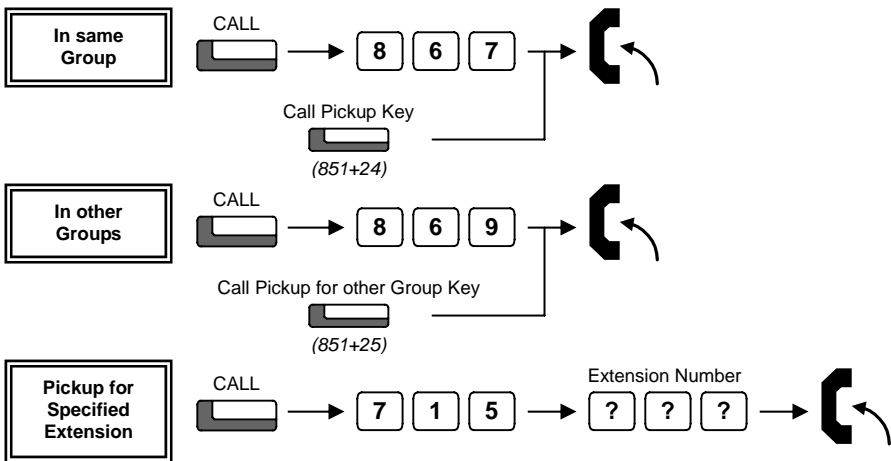 In same
Group
CALL
8 6 7
Call Pickup Key
(851+24)
In other
Groups
CALL
8 6 9
Call Pickup for other Group Key
(851+25)
Pickup for
Specified
Extension
CALL
7 1 5
Extension Number
? ? ?